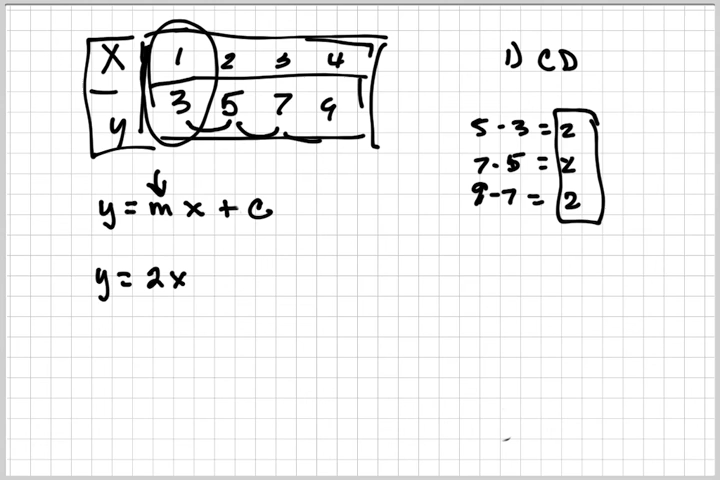 X 1 2 3 4
y 3 5 7 9
1) CD
5 - 3 = 2
7 - 5 = 2
9 - 7 = 2
y = m x + c
y = 2x